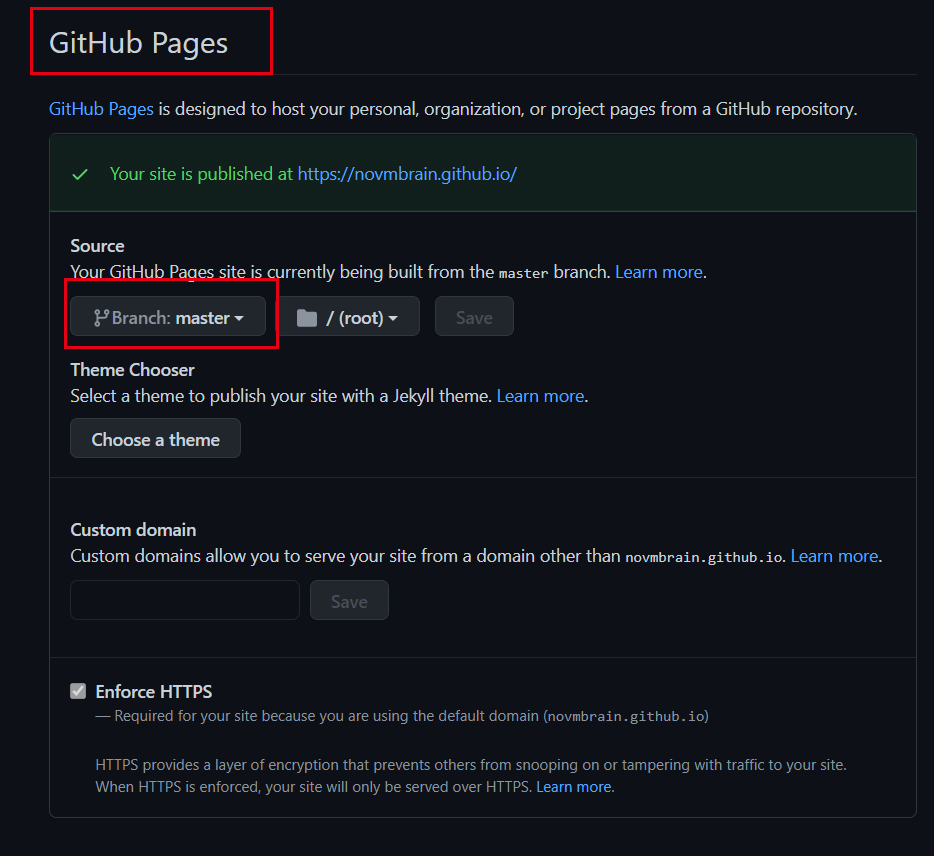 GitHub Pages
GitHub Pages is designed to host your personal, organization, or project pages from a GitHub repository.
Your site is published at https://novmbrain.github.io/
Source
Your GitHub Pages site is currently being built from the master branch. Learn more.
Branch: master
/ (root)
Save
Theme Chooser
Select a theme to publish your site with a Jekyll theme. Learn more.
Choose a theme
Custom domain
Custom domains allow you to serve your site from a domain other than novmbrain.github.io. Learn more.
Save
Enforce HTTPS
— Required for your site because you are using the default domain (novmbrain.github.io)
HTTPS provides a layer of encryption that prevents others from snooping on or tampering with traffic to your site.
When HTTPS is enforced, your site will only be served over HTTPS. Learn more.